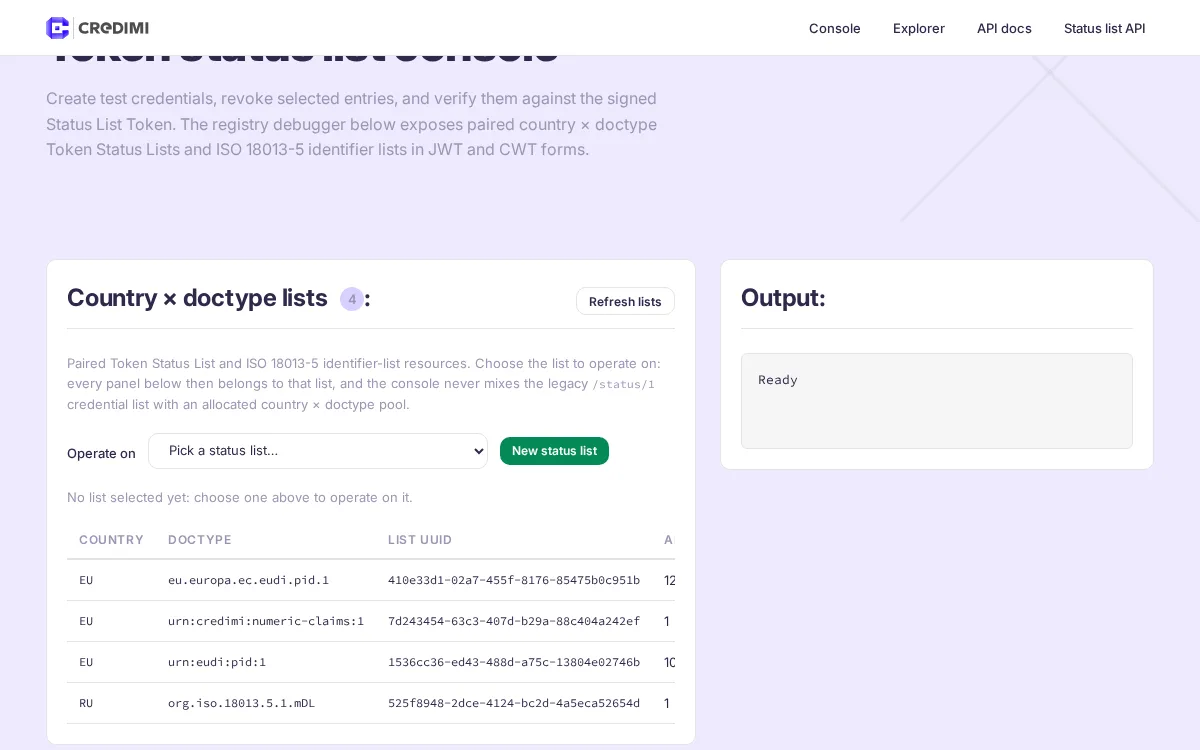 CREDIMI
Console
Explorer
API docs
Status list API
Token status list console
Create test credentials, revoke selected entries, and verify them against the signed
Status List Token. The registry debugger below exposes paired country × doctype
Token Status Lists and ISO 18013-5 identifier lists in JWT and CWT forms.
Country × doctype lists 4 :
Refresh lists
Paired Token Status List and ISO 18013-5 identifier-list resources. Choose the list to operate on:
every panel below then belongs to that list, and the console never mixes the legacy /status/1
credential list with an allocated country × doctype pool.
Operate on
Pick a status list...
New status list
No list selected yet: choose one above to operate on it.
COUNTRY DOCTYPE LIST UUID
EU eu.europa.ec.eudi.pid.1 410e33d1-02a7-455f-8176-85475b0c951b 12
EU urn:credimi:numeric-claims:1 7d243454-63c3-407d-b29a-88c404a242ef 1
EU urn:eudi:pid:1 1536cc36-ed43-488d-a75c-13804e02746b 10
RU org.iso.18013.5.1.mDL 525f8948-2dce-4124-bc2d-4a5eca52654d 1
Output:
Ready